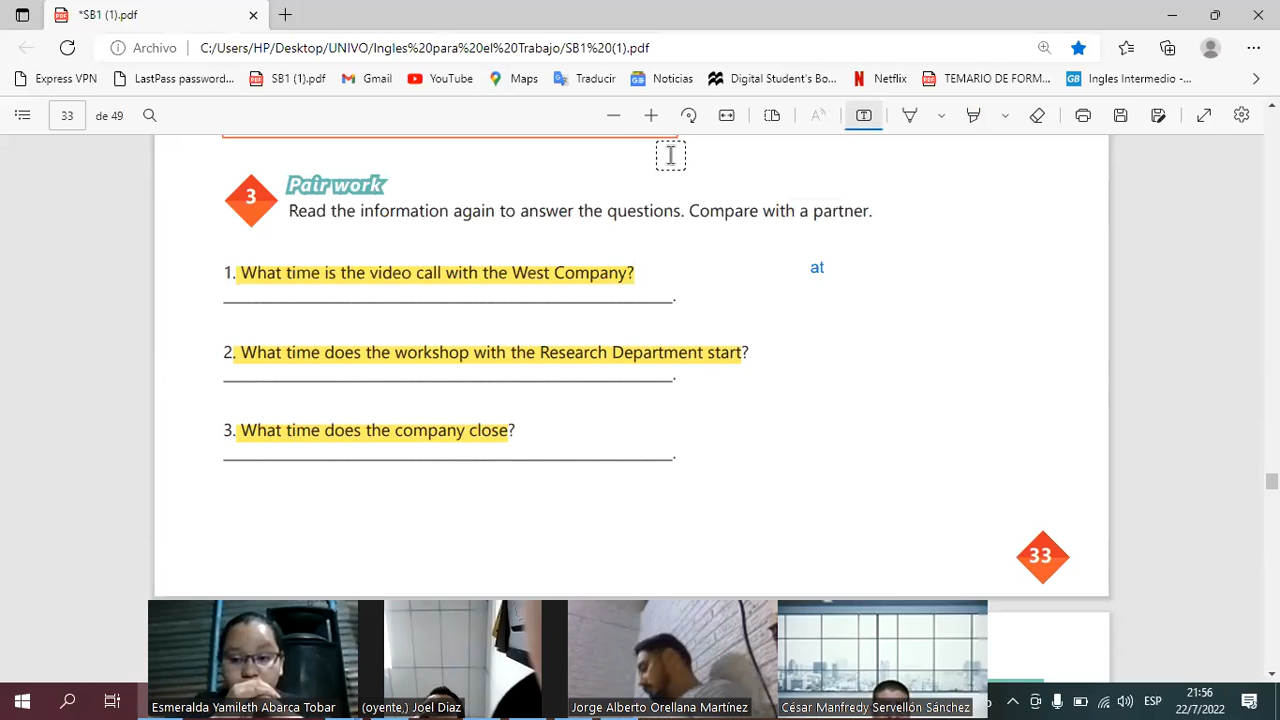 *SB1 (1).pdf
Archivo C:/Users/HP/Desktop/UNIVO/Ingles%20para%20el%20Trabajo/SB1%20(1).pdf
Express VPN LastPass password... SB1 (1).pdf Gmail YouTube Maps Traducir Noticias Digital Student's Bo... Netflix TEMARIO DE FORM... Ingles Intermedio -...
33 de 49
3 Pair work
Read the information again to answer the questions. Compare with a partner.
1. What time is the video call with the West Company? at
2. What time does the workshop with the Research Department start?
3. What time does the company close?
33
Esmeralda Yamileth Abarca Tobar (oyente,) Joel Diaz Jorge Alberto Orellana Martínez César Manfredy Servellón Sánchez
ESP 21:56
22/7/2022